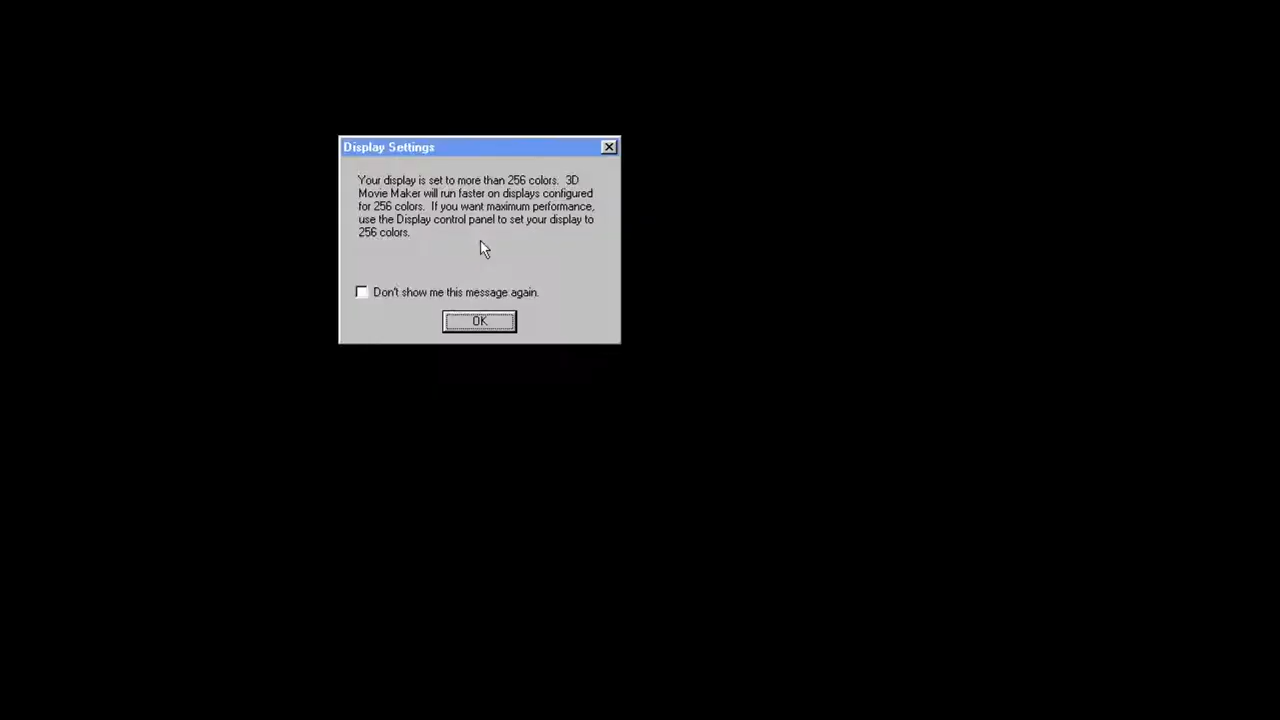 Display Settings
Your display is set to more than 256 colors.  3D
Movie Maker will run faster on displays configured
for 256 colors.  If you want maximum performance,
use the Display control panel to set your display to
256 colors.
Don't show me this message again.
OK